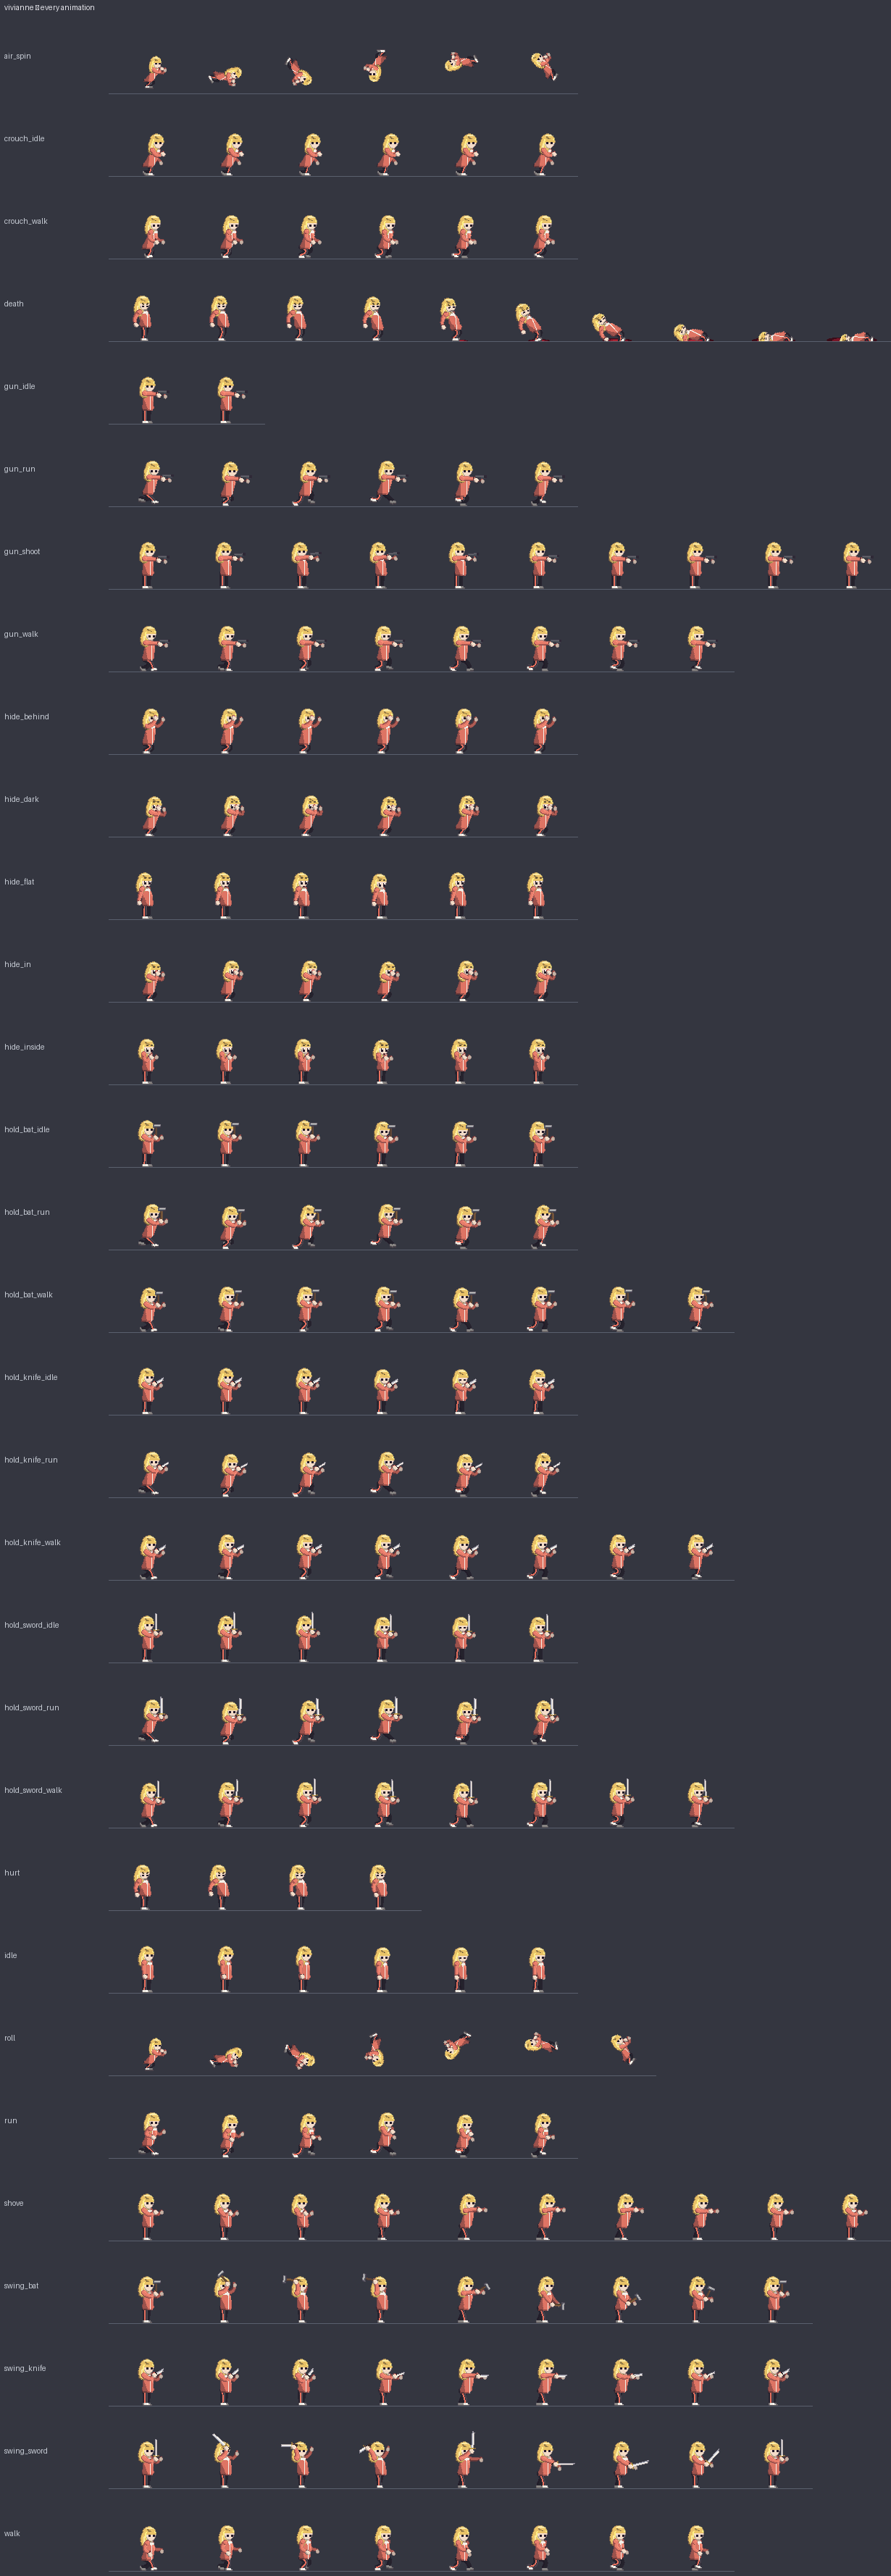 vivianne □ every animation
air_spin
crouch_idle
crouch_walk
death
gun_idle
gun_run
gun_shoot
gun_walk
hide_behind
hide_dark
hide_flat
hide_in
hide_inside
hold_bat_idle
hold_bat_run
hold_bat_walk
hold_knife_idle
hold_knife_run
hold_knife_walk
hold_sword_idle
hold_sword_run
hold_sword_walk
hurt
idle
roll
run
shove
swing_bat
swing_knife
swing_sword
walk